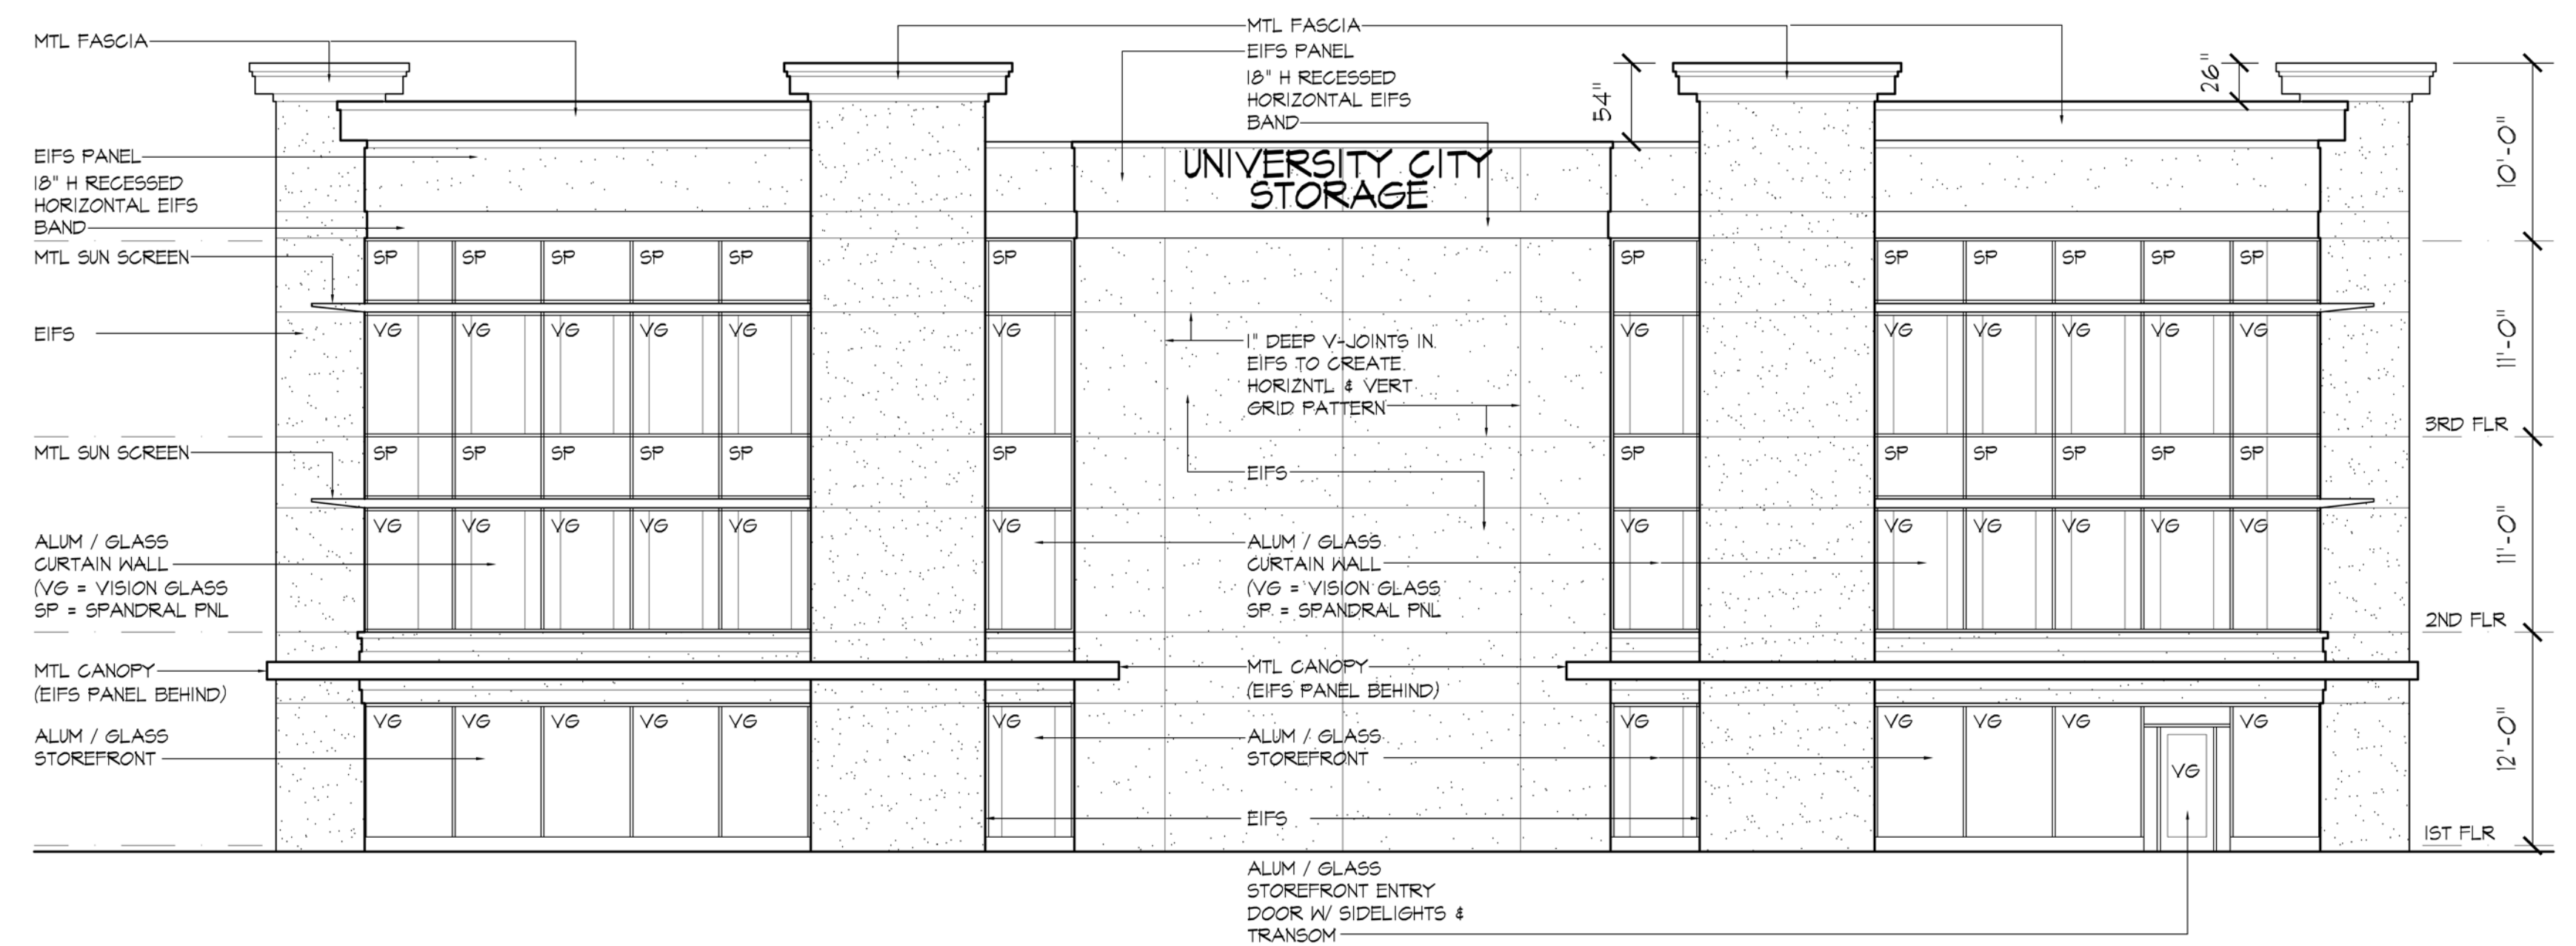 MTL FASCIA
MTL FASCIA
EIFS PANEL
18" H RECESSED
HORIZONTAL EIFS
BAND
54"
26"
10'-0"
UNIVERSITY CITY
STORAGE
EIFS PANEL
18" H RECESSED
HORIZONTAL EIFS
BAND
MTL SUN SCREEN
SP SP SP SP SP SP SP SP SP SP SP SP
EIFS
VG VG VG VG VG VG VG VG VG VG VG VG
11'-0"
1" DEEP V-JOINTS IN
EIFS TO CREATE
HORIZNTL & VERT
GRID PATTERN
3RD FLR
MTL SUN SCREEN
SP SP SP SP SP SP SP SP SP SP SP SP
EIFS
VG VG VG VG VG VG VG VG VG VG VG VG
11'-0"
ALUM / GLASS
CURTAIN WALL
(VG = VISION GLASS
SP = SPANDRAL PNL
ALUM / GLASS
CURTAIN WALL
(VG = VISION GLASS
SP = SPANDRAL PNL
2ND FLR
MTL CANOPY
(EIFS PANEL BEHIND)
MTL CANOPY
(EIFS PANEL BEHIND)
VG VG VG VG VG VG VG VG VG VG VG
ALUM / GLASS
STOREFRONT
ALUM / GLASS
STOREFRONT
VG
12'-0"
EIFS
1ST FLR
ALUM / GLASS
STOREFRONT ENTRY
DOOR W/ SIDELIGHTS &
TRANSOM